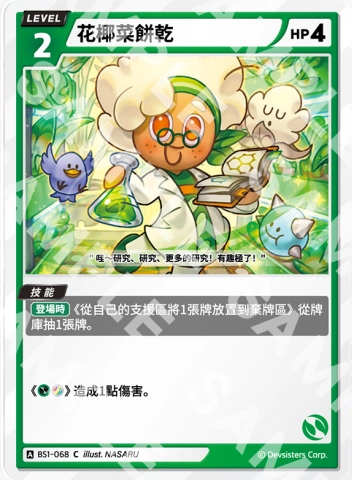 LEVEL
2
花椰菜餅乾
HP4
"哇～研究、研究、更多的研究！有趣極了！"
技能
登場時《從自己的支援區將1張牌放置到棄牌區》從牌
庫抽1張牌。
《》造成1點傷害。
A BS1-068 C illust. NASARU
© Devsisters Corp.
SAMPLE